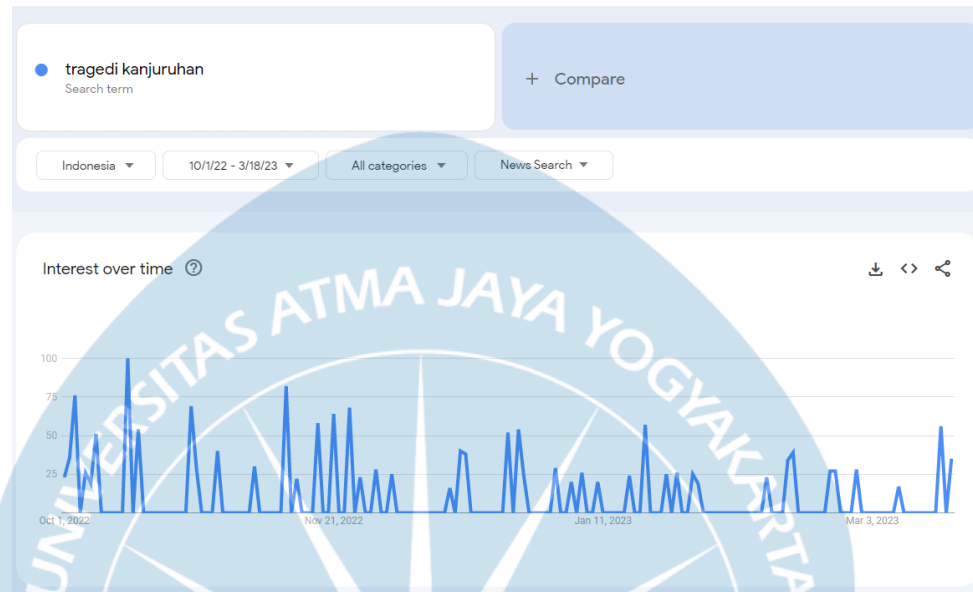 tragedi kanjuruhan
Search term
+ Compare
Indonesia
10/1/22 - 3/18/23
All categories
News Search
Interest over time
UNIVERSITAS ATMA JAYA YOGYAKARTA
100
75
50
25
Oct 1, 2022
Nov 21, 2022
Jan 11, 2023
Mar 3, 2023